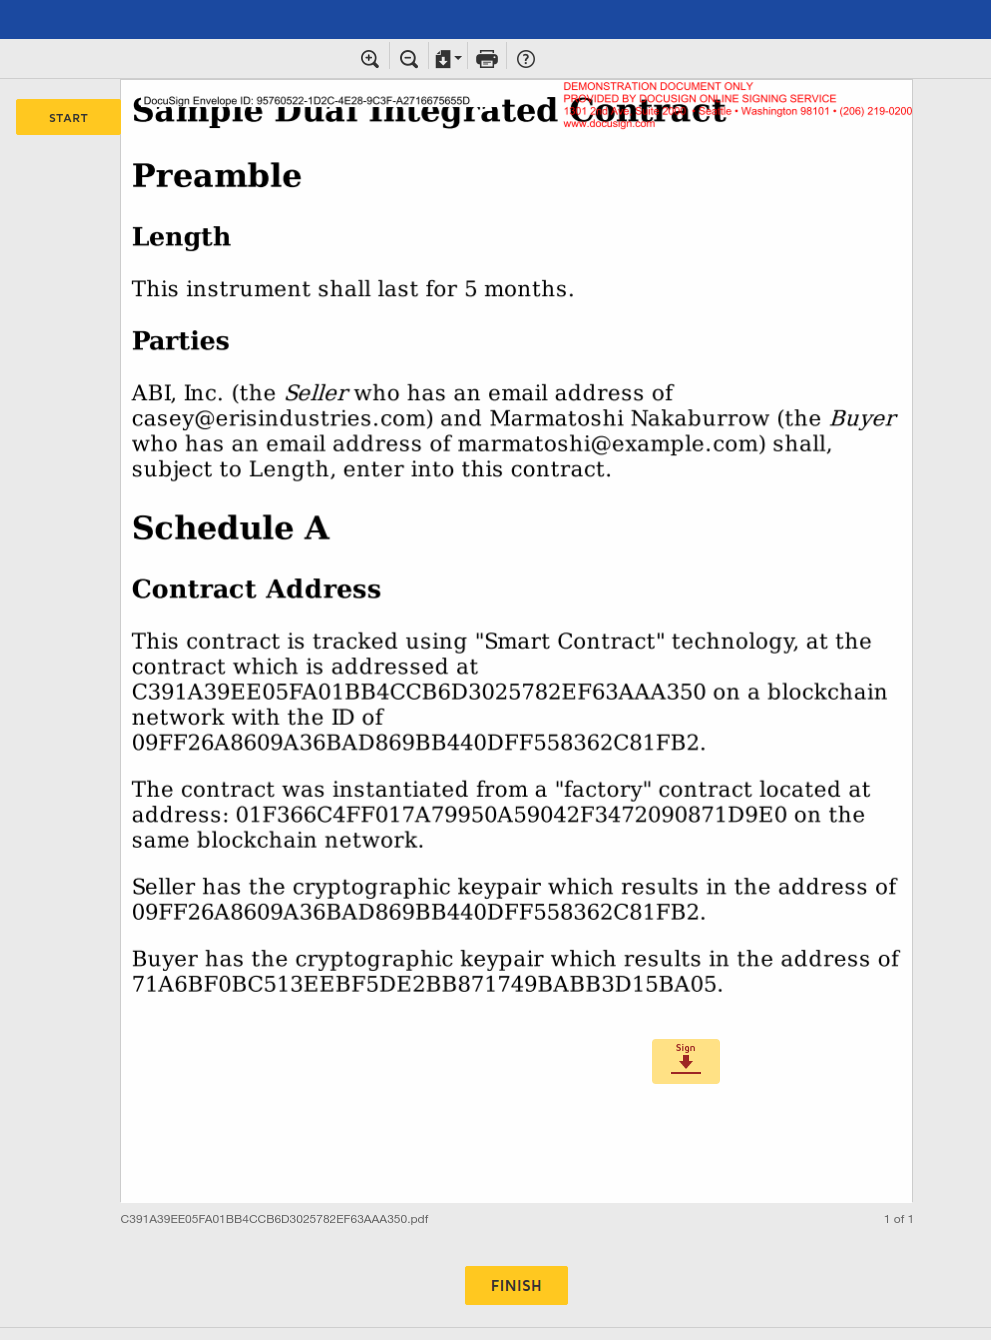 START
DocuSign Envelope ID: 95760522-1D2C-4E28-9C3F-A2716675655D
DEMONSTRATION DOCUMENT ONLY
PROVIDED BY DOCUSIGN ONLINE SIGNING SERVICE
Seattle • Washington 98101 • (206) 219-0200
www.docusign.com
Sample Dual Integrated Contract
Preamble
Length
This instrument shall last for 5 months.
Parties
ABI, Inc. (the Seller who has an email address of
casey@erisindustries.com) and Marmatoshi Nakaburrow (the Buyer
who has an email address of marmatoshi@example.com) shall,
subject to Length, enter into this contract.
Schedule A
Contract Address
This contract is tracked using "Smart Contract" technology, at the
contract which is addressed at
C391A39EE05FA01BB4CCB6D3025782EF63AAA350 on a blockchain
network with the ID of
09FF26A8609A36BAD869BB440DFF558362C81FB2.
The contract was instantiated from a "factory" contract located at
address: 01F366C4FF017A79950A59042F3472090871D9E0 on the
same blockchain network.
Seller has the cryptographic keypair which results in the address of
09FF26A8609A36BAD869BB440DFF558362C81FB2.
Buyer has the cryptographic keypair which results in the address of
71A6BF0BC513EEBF5DE2BB871749BABB3D15BA05.
Sign
C391A39EE05FA01BB4CCB6D3025782EF63AAA350.pdf
1 of 1
FINISH